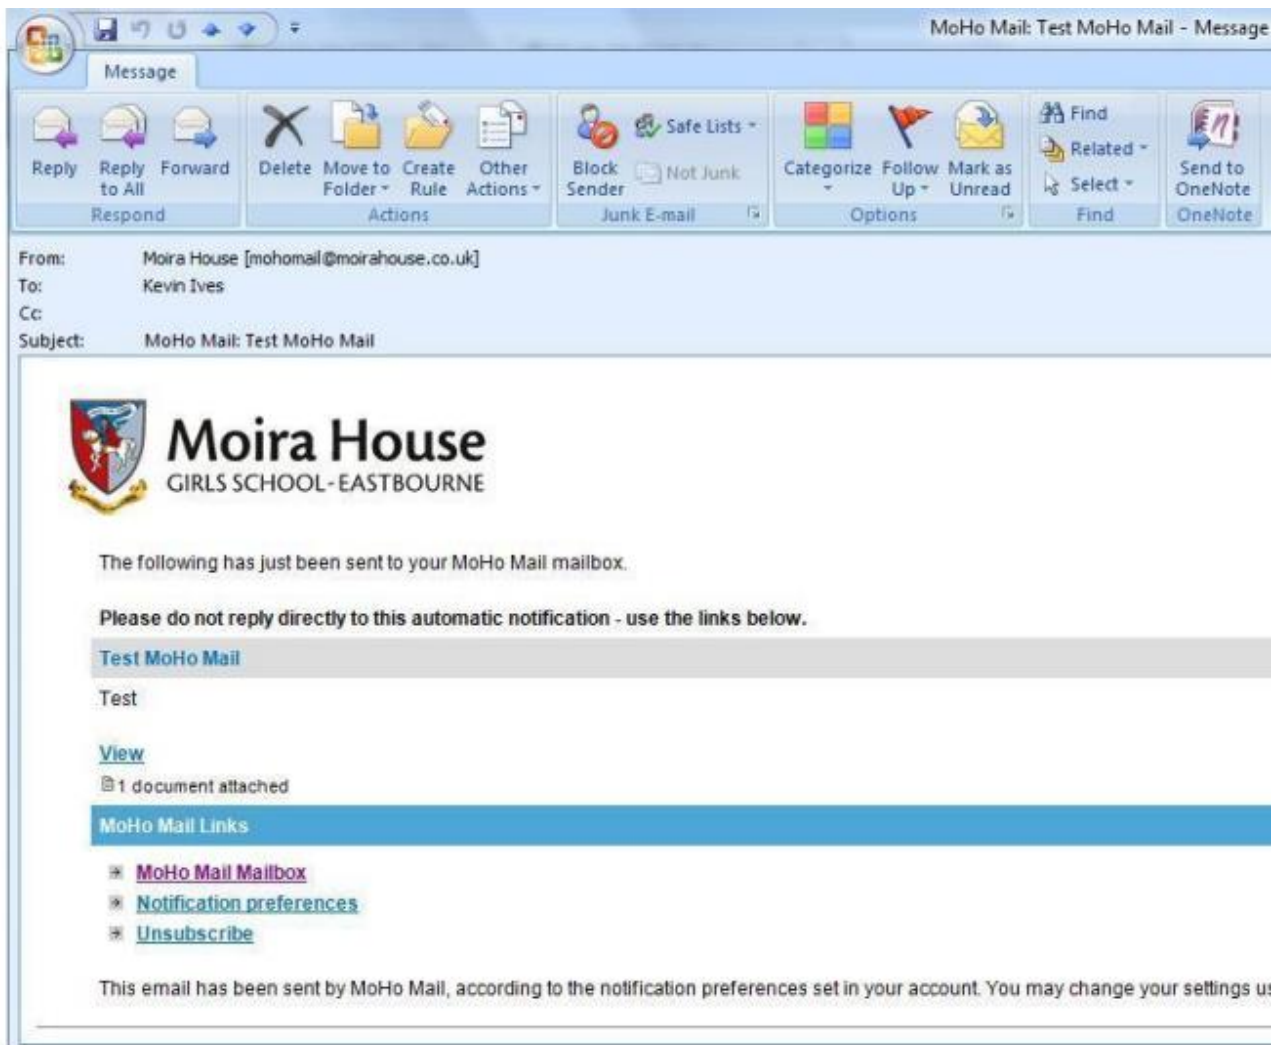 MoHo Mail: Test MoHo Mail - Message
Message
Reply
Reply to All
Forward
Delete
Move to Folder
Create Rule
Other Actions
Block Sender
Safe Lists
Not Junk
Categorize
Follow Up
Mark as Unread
Find
Related
Select
Send to OneNote
Respond
Actions
Junk E-mail
Options
Find
OneNote
From: Moira House [mohomail@moirahouse.co.uk]
To: Kevin Ives
Cc:
Subject: MoHo Mail: Test MoHo Mail
Moira House
GIRLS SCHOOL-EASTBOURNE
The following has just been sent to your MoHo Mail mailbox.
Please do not reply directly to this automatic notification - use the links below.
Test MoHo Mail
Test
View
1 document attached
MoHo Mail Links
MoHo Mail Mailbox
Notification preferences
Unsubscribe
This email has been sent by MoHo Mail, according to the notification preferences set in your account. You may change your settings us